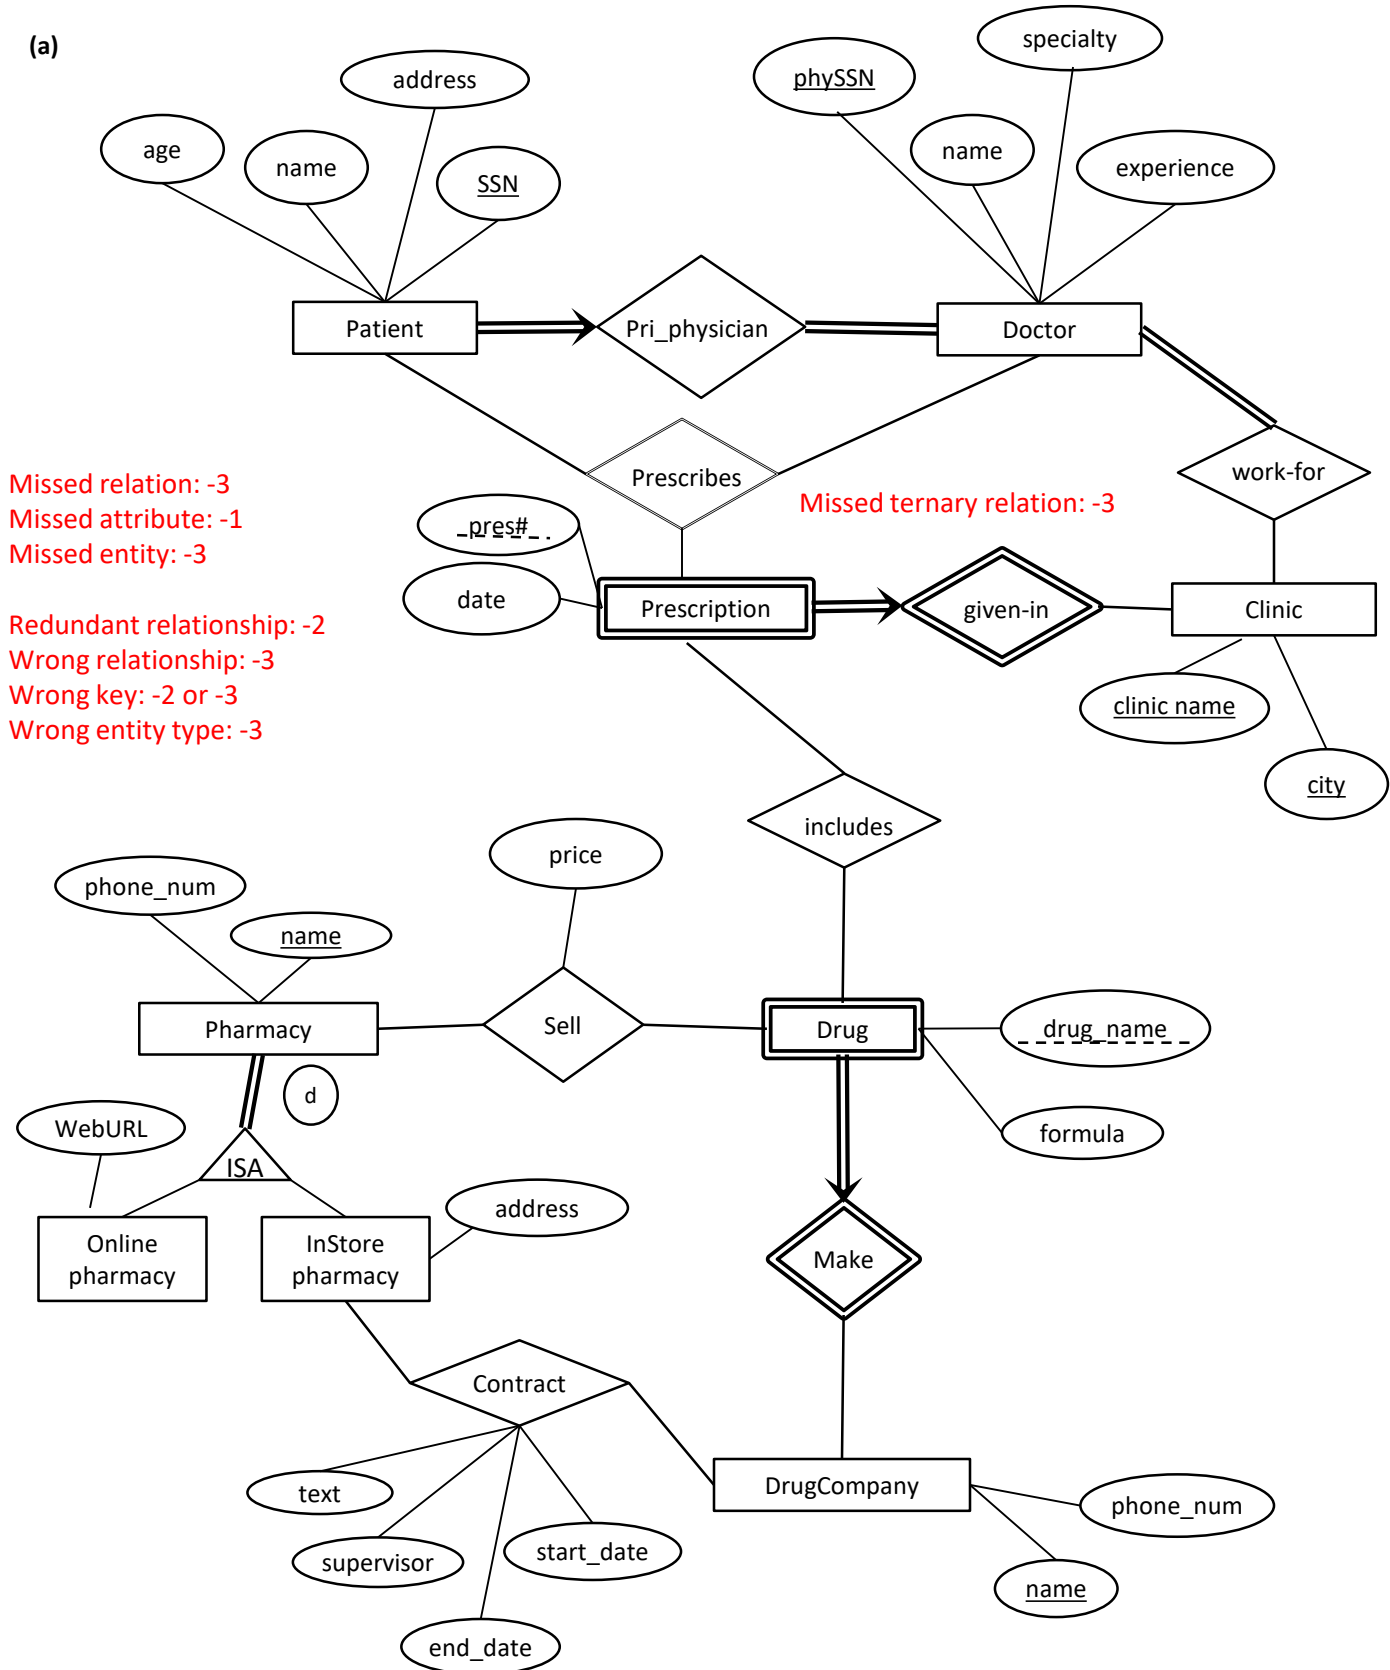 (a)
specialty
address
phySSN
age
name
name
experience
SSN
Patient
Pri_physician
Doctor
Prescribes
work-for
Missed relation: -3
Missed attribute: -1
Missed entity: -3
Missed ternary relation: -3
_pres#_
date
Prescription
given-in
Clinic
Redundant relationship: -2
Wrong relationship: -3
Wrong key: -2 or -3
Wrong entity type: -3
clinic name
city
includes
price
phone_num
name
Pharmacy
Sell
Drug
drug_name
d
WebURL
formula
ISA
address
Online
pharmacy
InStore
pharmacy
Make
Contract
text
DrugCompany
phone_num
supervisor
start_date
name
end_date